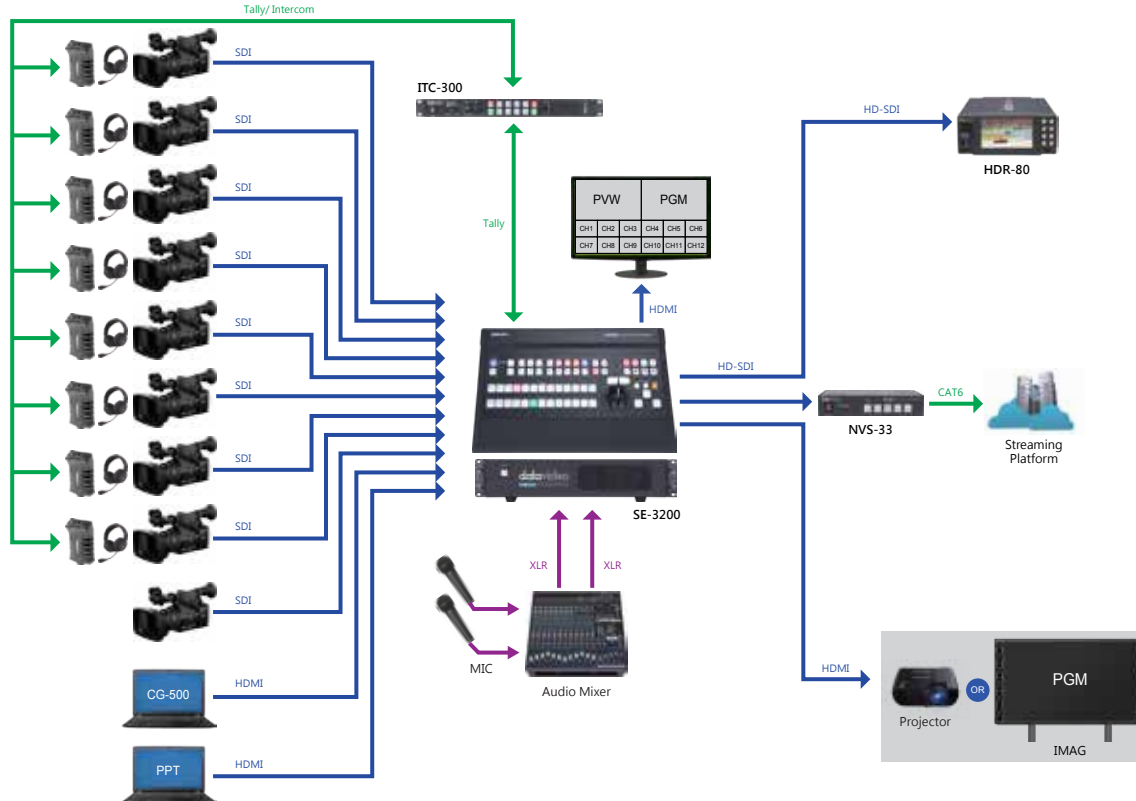 Tally/ Intercom
SDI
SDI
SDI
SDI
SDI
SDI
SDI
SDI
SDI
HDMI
HDMI
CG-500
PPT
ITC-300
Tally
PVW PGM
CH1 CH2 CH3 CH4 CH5 CH6
CH7 CH8 CH9 CH10 CH11 CH12
HDMI
datavideo
SE-3200
XLR XLR
MIC
Audio Mixer
HD-SDI
HDR-80
HD-SDI
NVS-33
CAT6
Streaming
Platform
HDMI
Projector
OR
PGM
IMAG